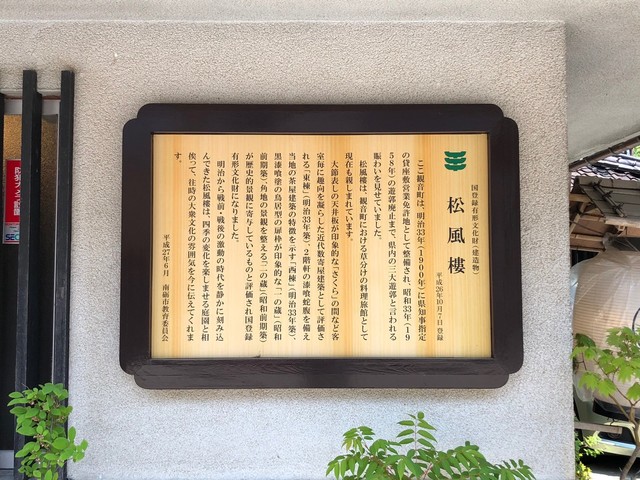 国登録有形文化財(建造物)
松風樓
平成26年10月7日登録
ここ観音町は、明治33年(1900年)に県知事指定
の貸座敷営業免許地として整備され、昭和33年(19
58年)の遊郭廃止まで、県内の三大遊郭と言われる
賑わいを見せていました。
松風樓は、観音町における草分けの料理旅館として
現在も親しまれています。
大節表しの天井板が印象的な「さくら」の間など客
室毎に趣向を凝らした近代数寄屋建築として評価さ
れる「東棟」(明治33年築)、2階軒の漆喰蛇腹を備え
当地の茶屋建築の特徴を示す「西棟」(明治33年築)、
黒漆喰塗の鳥居型の扉枠が印象的な「一の蔵」(昭和
前期築)、角地の景観を整える「二の蔵」(昭和前期築)
が歴史的景観に寄与しているものと評価され国登録
有形文化財になりました。
明治から戦前・戦後の激動の時代を静かに刻み込
んできた松風樓は、四季の変化を楽しませる庭園と相
俟って、往時の大衆文化の雰囲気を今に伝えてくれま
す。
平成27年6月 南砺市教育委員会